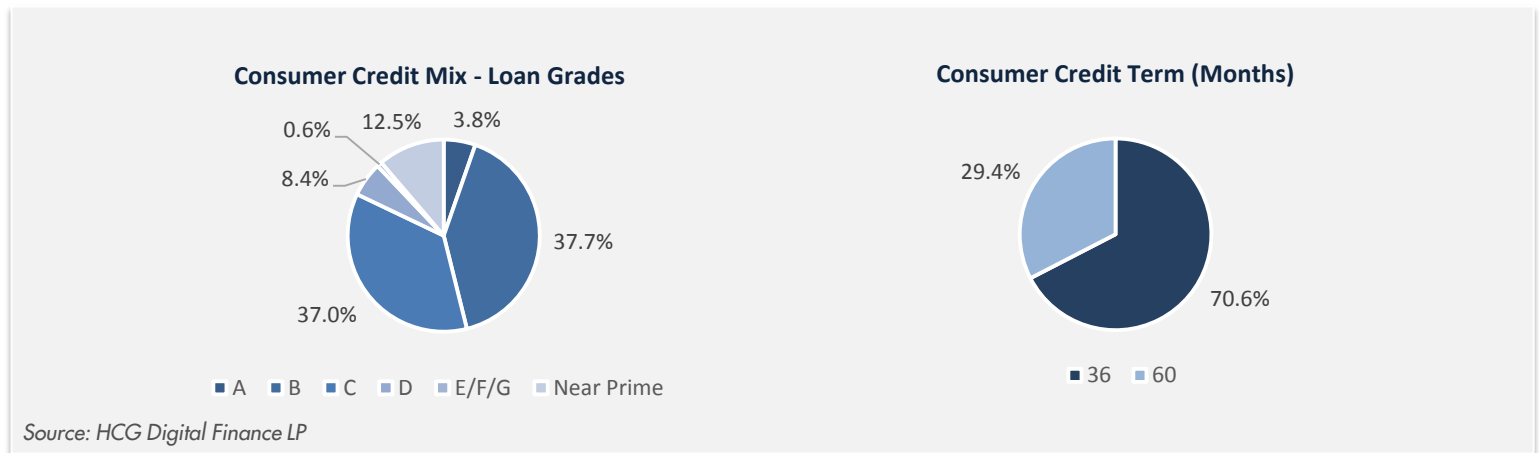 Consumer Credit Mix - Loan Grades
0.6%
12.5%
3.8%
8.4%
37.7%
37.0%
A B C D E/F/G Near Prime
Consumer Credit Term (Months)
29.4%
70.6%
36 60
Source: HCG Digital Finance LP